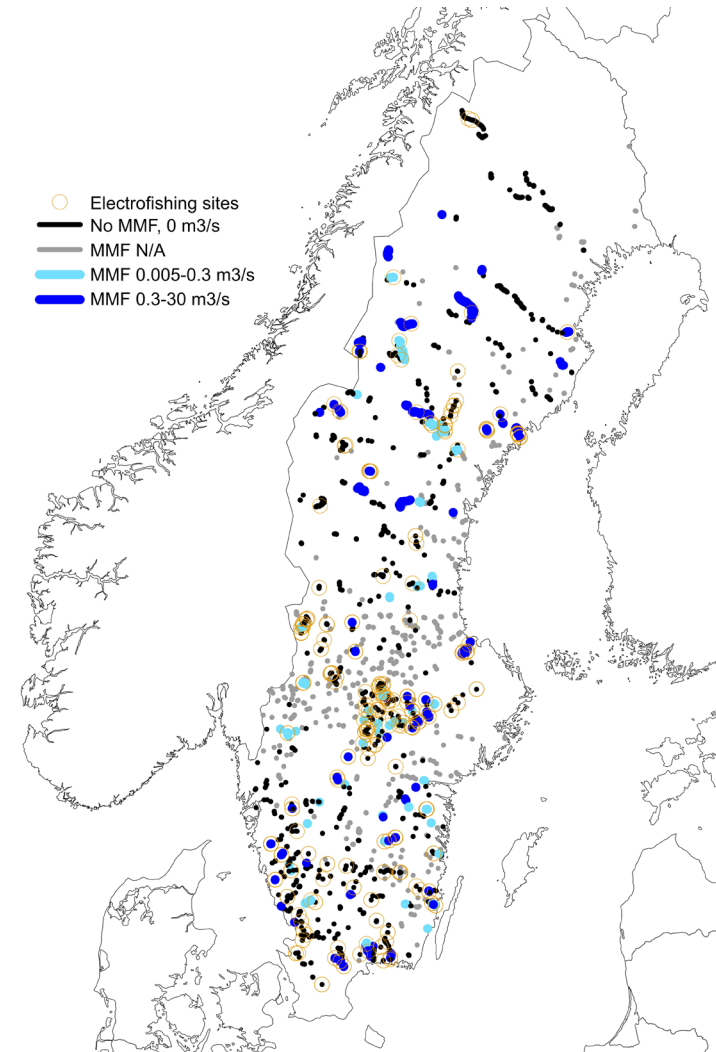 Electrofishing sites
No MMF, 0 m3/s
MMF N/A
MMF 0.005-0.3 m3/s
MMF 0.3-30 m3/s